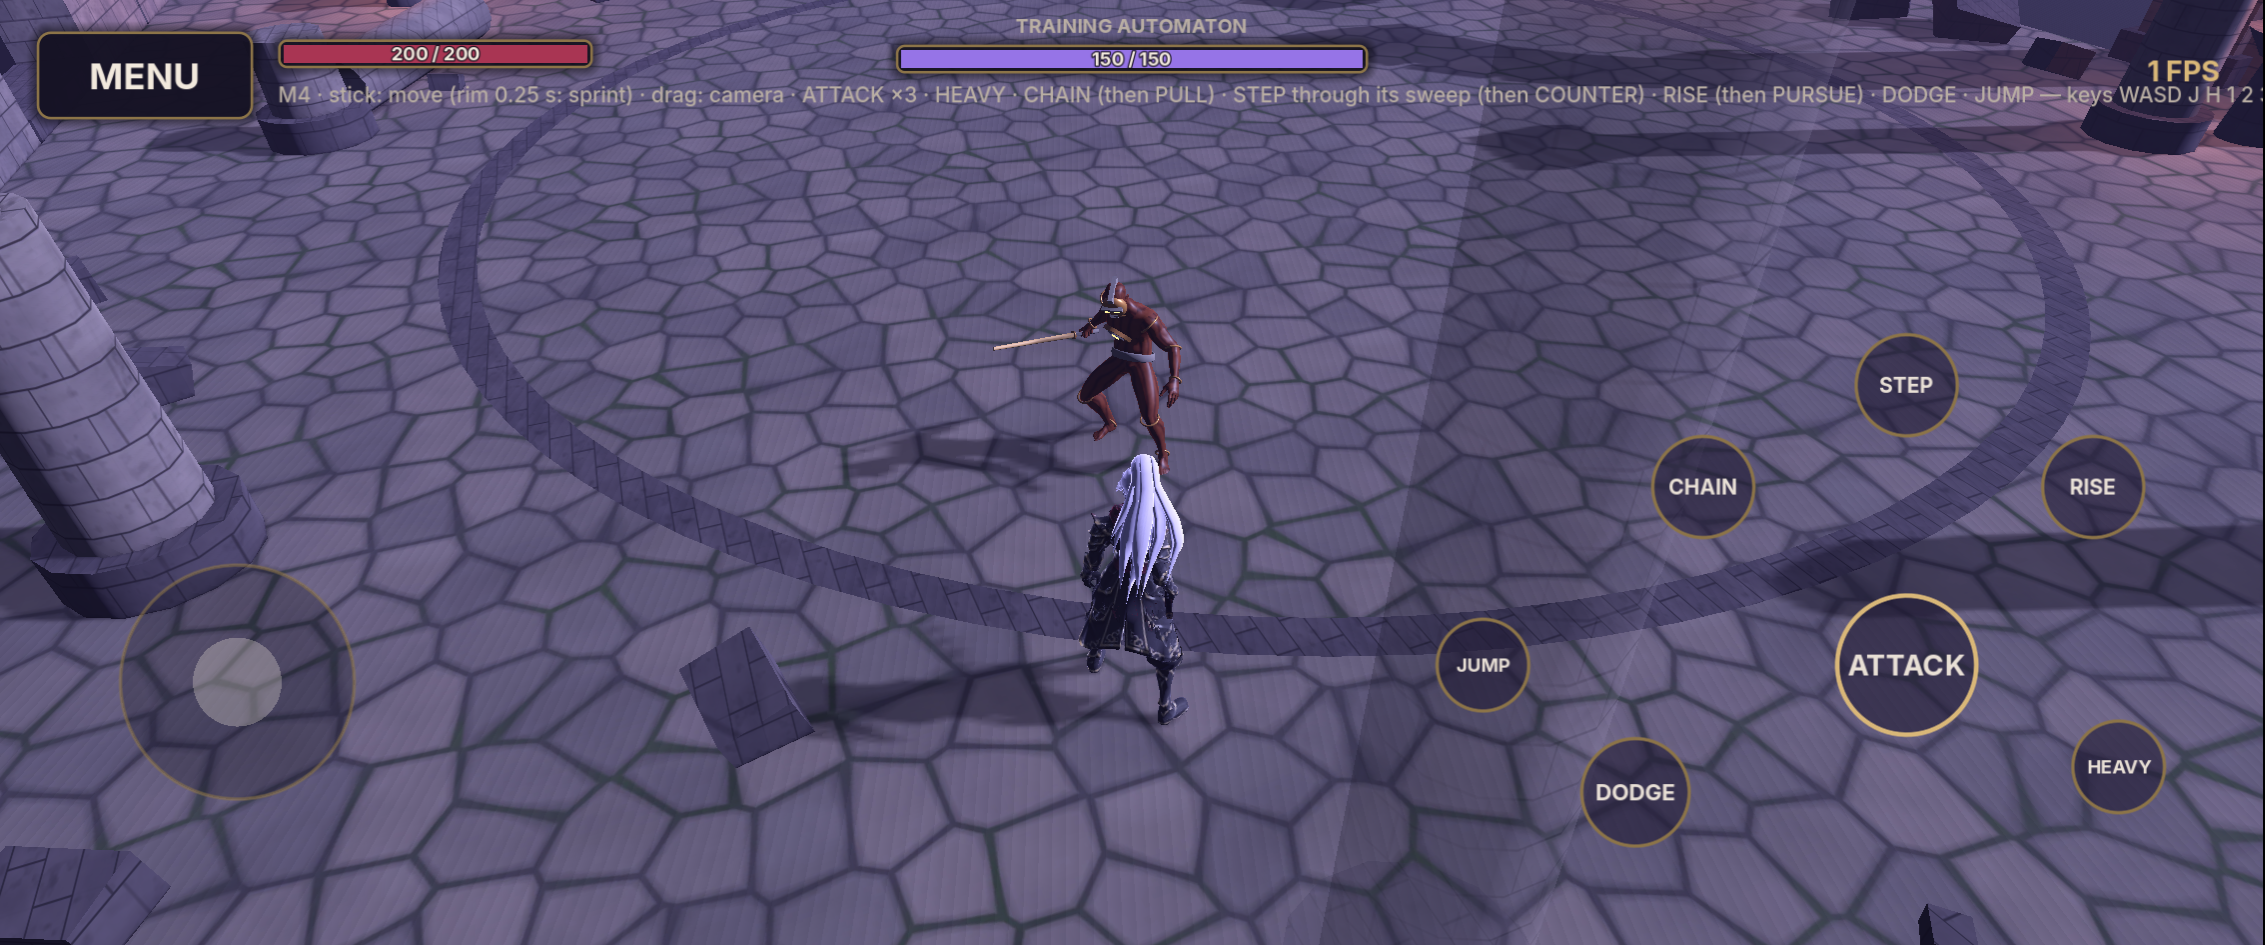 TRAINING AUTOMATON
MENU
200 / 200
150 / 150
1 FPS
M4 · stick: move (rim 0.25 s: sprint) · drag: camera · ATTACK ×3 · HEAVY · CHAIN (then PULL) · STEP through its sweep (then COUNTER) · RISE (then PURSUE) · DODGE · JUMP — keys WASD J H 1 2
STEP
CHAIN
RISE
JUMP
ATTACK
HEAVY
DODGE